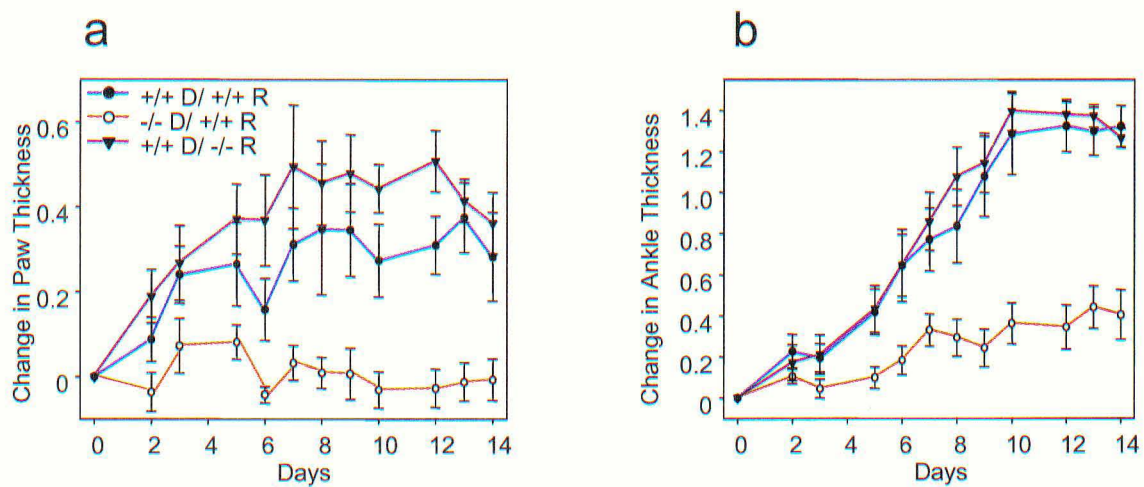 a
Change in Paw Thickness
0.6
0.4
0.2
0
+/+ D/ +/+ R
-/- D/ +/+ R
+/+ D/ -/- R
0 2 4 6 8 10 12 14
Days
b
Change in Ankle Thickness
1.4
1.2
1.0
0.8
0.6
0.4
0.2
0
0 2 4 6 8 10 12 14
Days